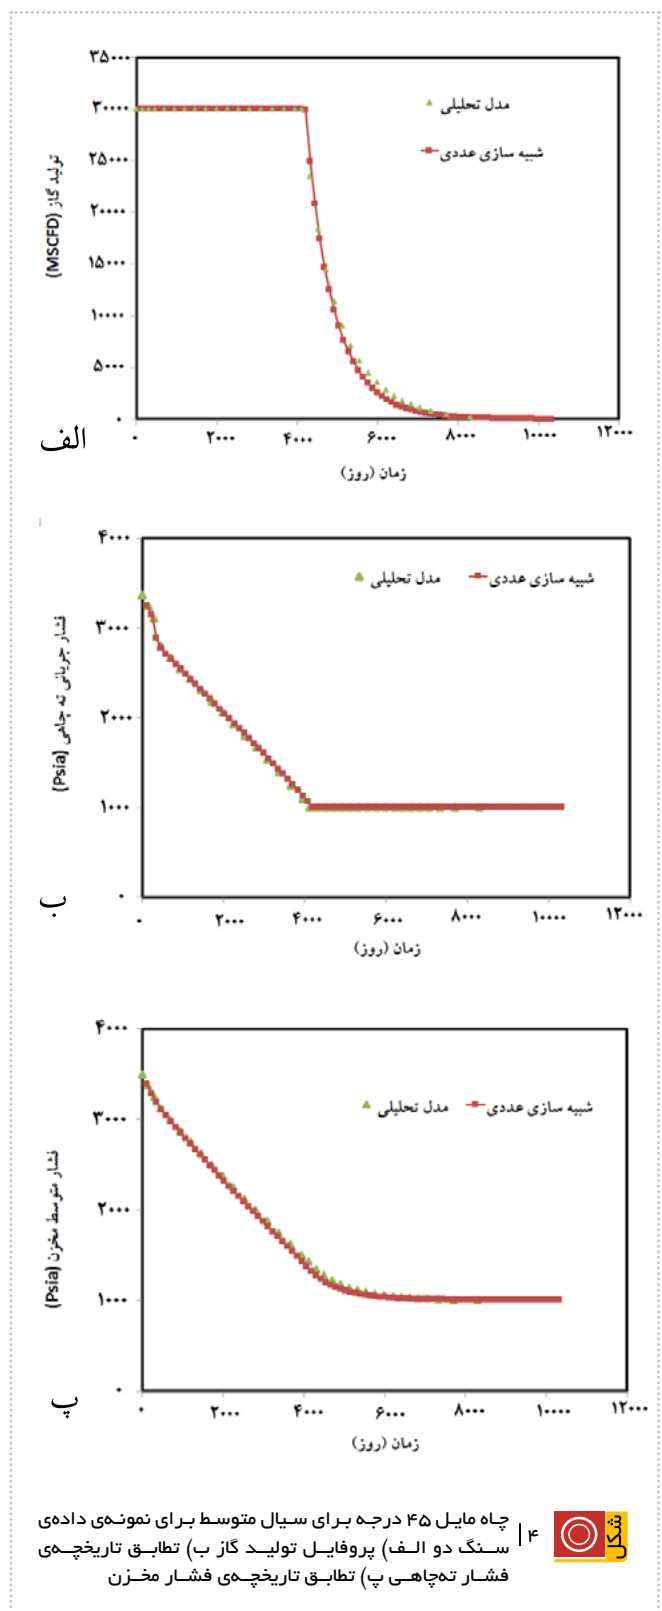 ۳۵۰۰۰
۳۰۰۰۰
۲۵۰۰۰
۲۰۰۰۰
۱۵۰۰۰
۱۰۰۰۰
۵۰۰۰
۰
تولید گاز (MSCFD)
مدل تحلیلی
شبیه سازی عددی
۰ ۲۰۰۰ ۴۰۰۰ ۶۰۰۰ ۸۰۰۰ ۱۰۰۰۰ ۱۲۰۰۰
زمان (روز)
الف
۴۰۰۰
۳۰۰۰
۲۰۰۰
۱۰۰۰
۰
فشار جریانی ته چاهی (Psia)
شبیه سازی عددی
مدل تحلیلی
۰ ۲۰۰۰ ۴۰۰۰ ۶۰۰۰ ۸۰۰۰ ۱۰۰۰۰ ۱۲۰۰۰
زمان (روز)
ب
۴۰۰۰
۳۰۰۰
۲۰۰۰
۱۰۰۰
۰
فشار متوسط مخزن (Psia)
شبیه سازی عددی
مدل تحلیلی
۰ ۲۰۰۰ ۴۰۰۰ ۶۰۰۰ ۸۰۰۰ ۱۰۰۰۰ ۱۲۰۰۰
زمان (روز)
پ
شکل
۴
چاه مایل ۴۵ درجه برای سیال متوسط برای نمونه‌ی داده‌ی
سنگ دو الف) پروفایل تولید گاز ب) تطابق تاریخچه‌ی
فشار ته‌چاهی پ) تطابق تاریخچه‌ی فشار مخزن